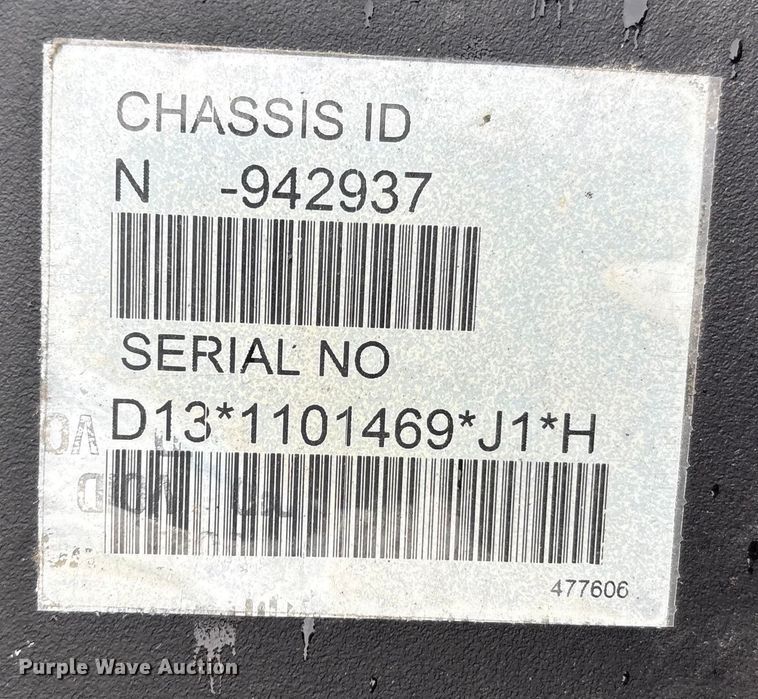 CHASSIS ID
N -942937
SERIAL NO
D13*1101469*J1*H
477606
Purple Wave Auction